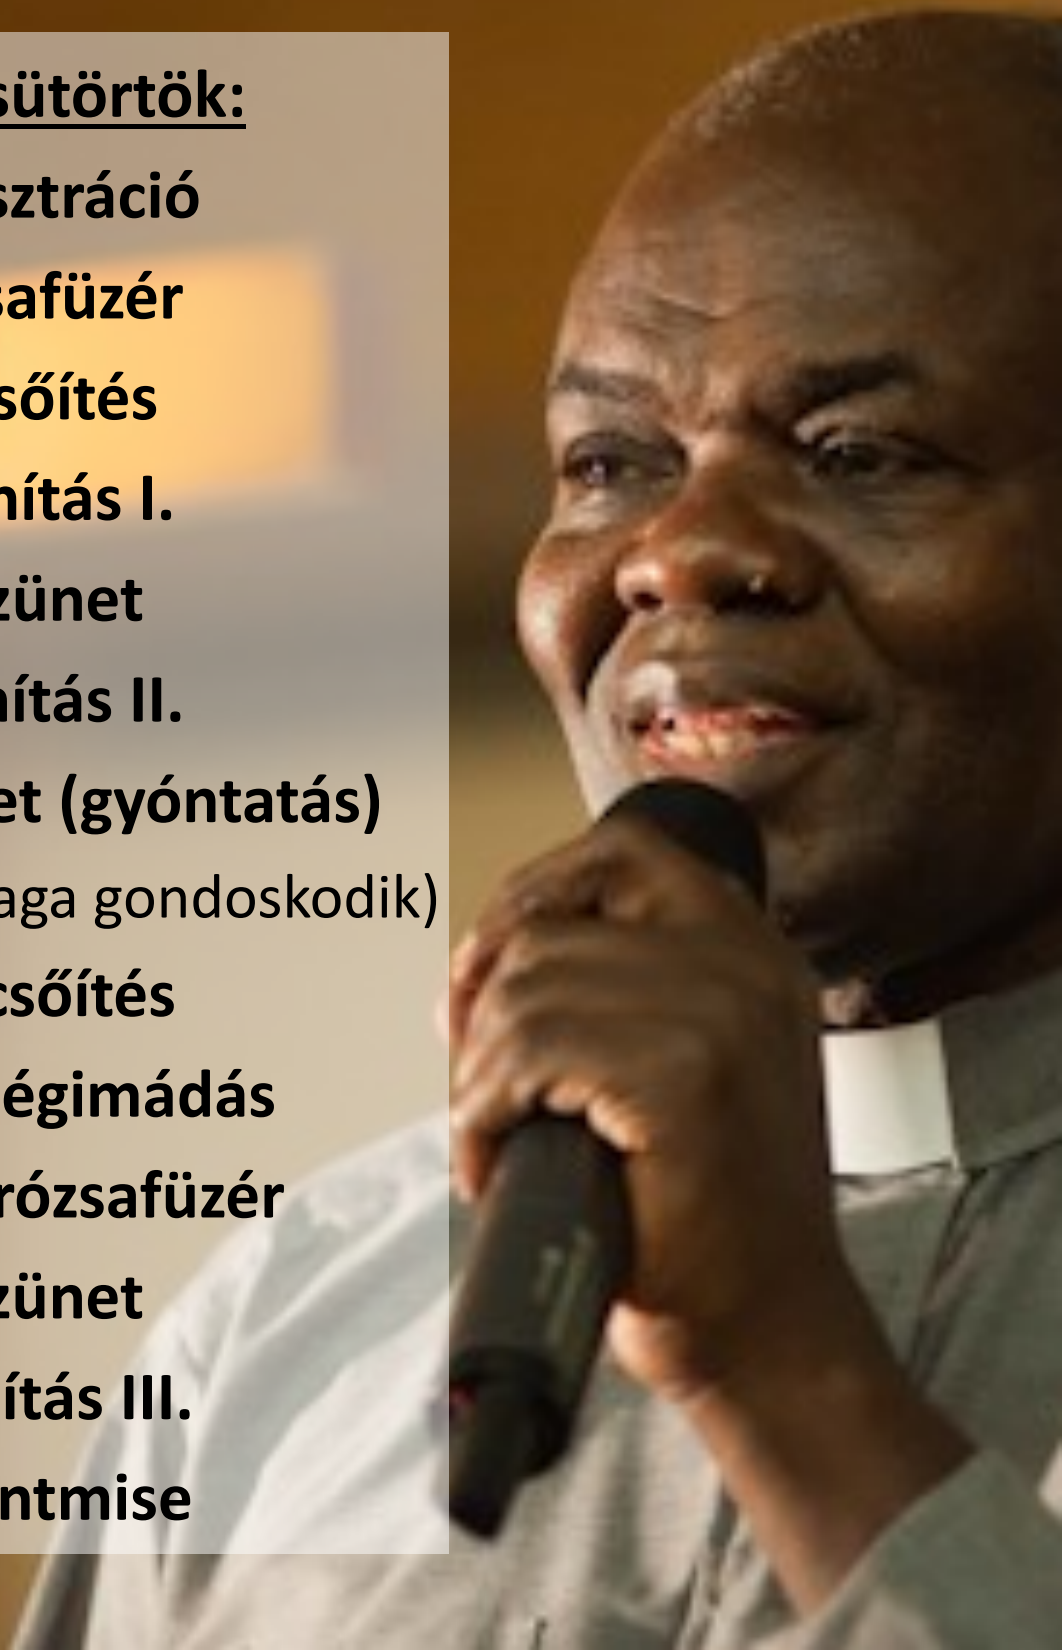 sütörtök:
sztráció
safüzér
sőítés
nítás I.
zünet
nítás II.
et (gyóntatás)
aga gondoskodik)
csőítés
égimádás
rózsafüzér
zünet
ítás III.
ntmise